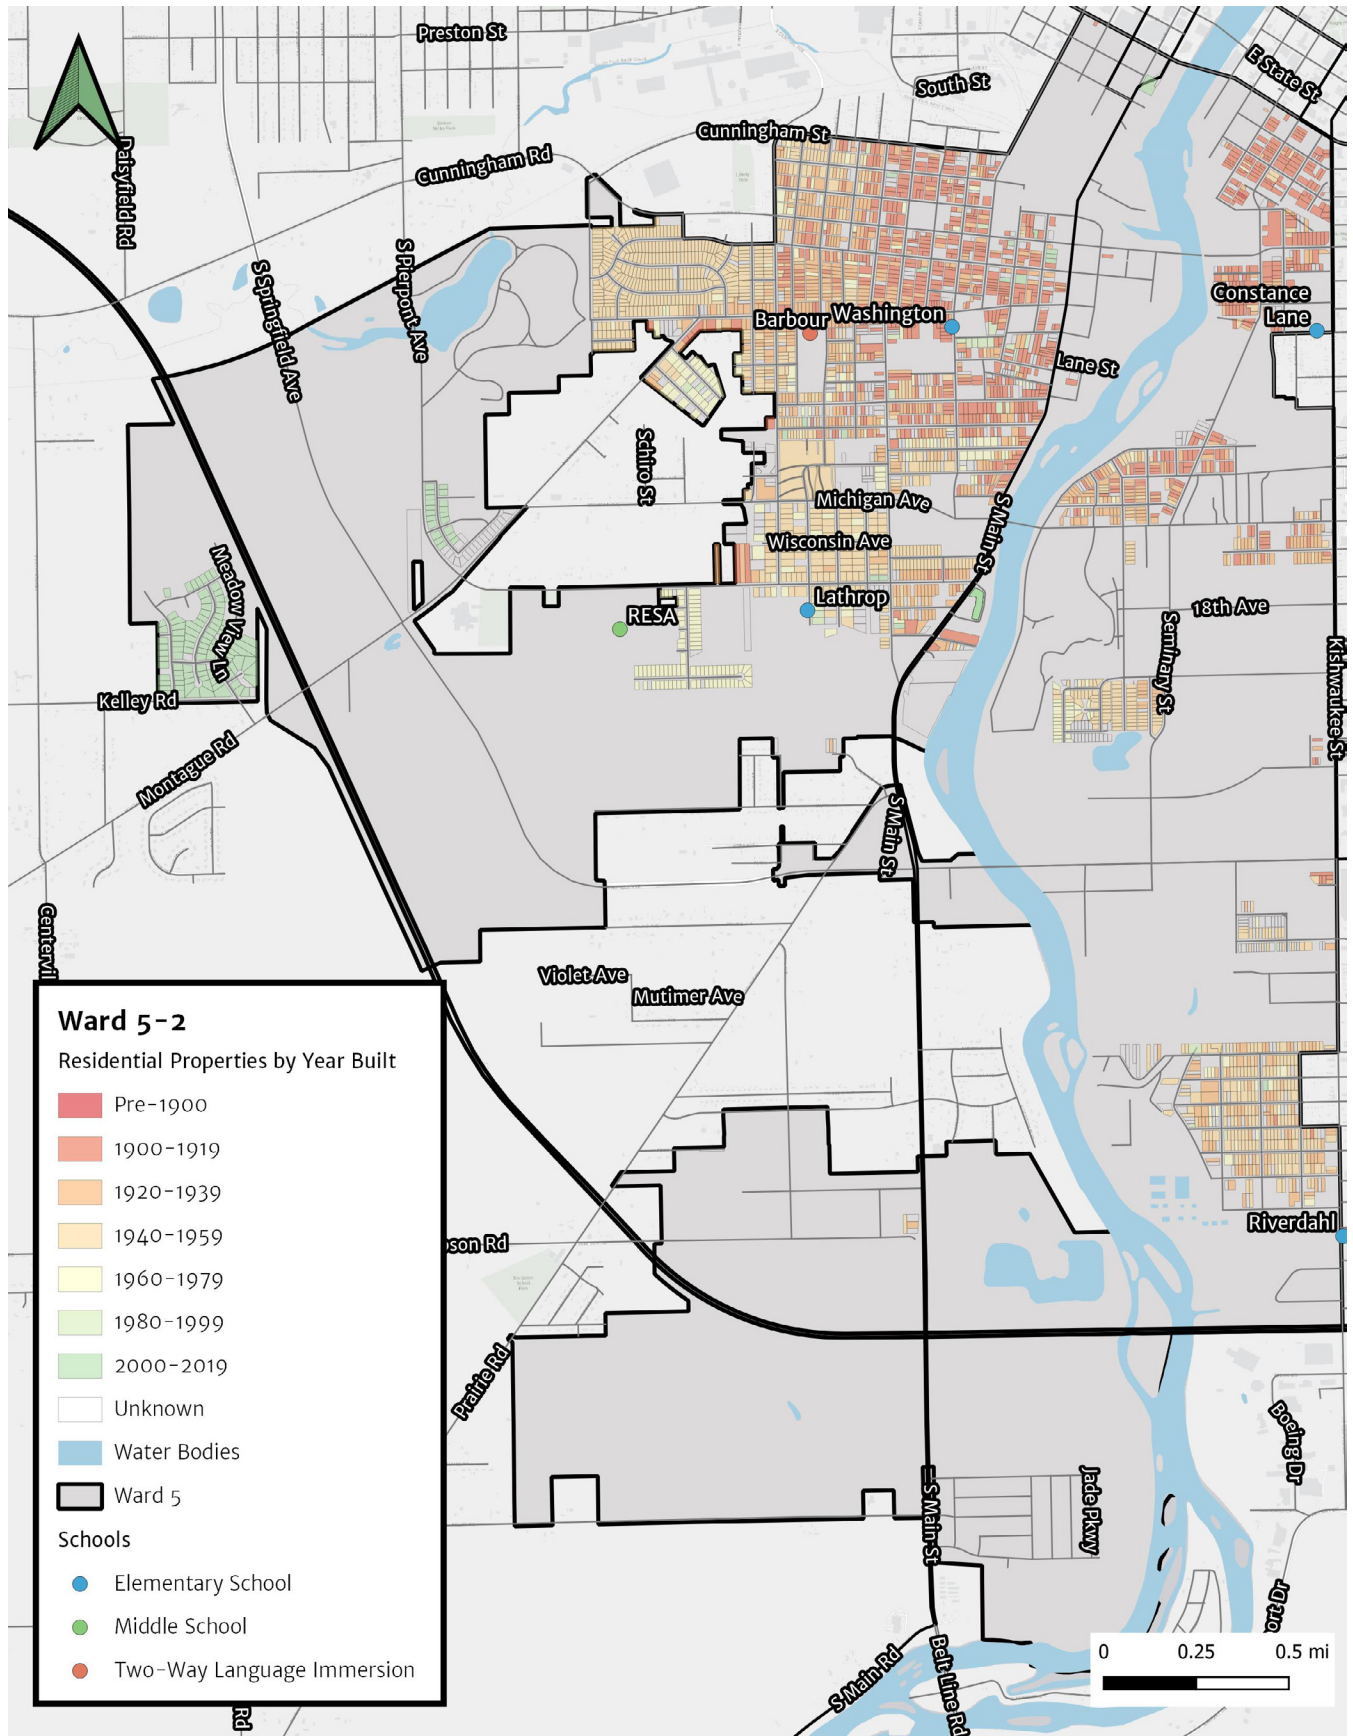 Preston St
E State St
South St
Cunningham St
Cunningham Rd
Daisyfield Rd
S Pierpont Ave
S Springfield Ave
Constance
Lane
Barbour
Washington
Lane St
Schiro St
Michigan Ave
S Main St
Wisconsin Ave
Lathrop
RESA
18th Ave
Seminary St
Kishwaukee St
Meadow View Ln
Kelley Rd
Montague Rd
S Main St
Centervil
Violet Ave
Mutimer Ave
Riverdahl
son Rd
Prairie Rd
Boeing Dr
S Main St
Jade Pkwy
S Main Rd
Belt Line Rd
Rd
Ward 5-2
Residential Properties by Year Built
Pre-1900
1900-1919
1920-1939
1940-1959
1960-1979
1980-1999
2000-2019
Unknown
Water Bodies
Ward 5
Schools
Elementary School
Middle School
Two-Way Language Immersion
0 0.25 0.5 mi